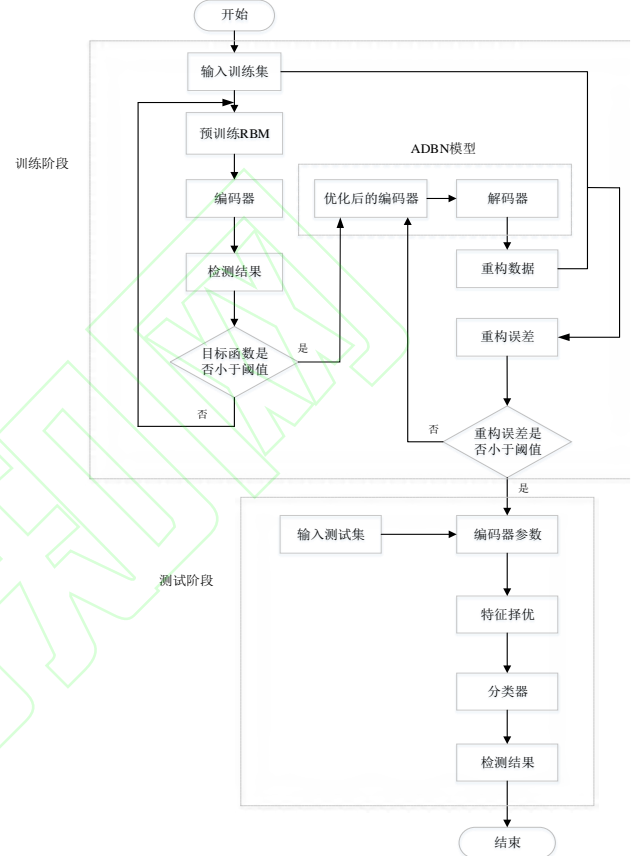 开始
输入训练集
预训练RBM
训练阶段
ADBN模型
编码器
优化后的编码器
解码器
检测结果
重构数据
目标函数是
否小于阈值
是
否
重构误差
重构误差是
否小于阈值
否
是
输入测试集
编码器参数
测试阶段
特征择优
分类器
检测结果
结束